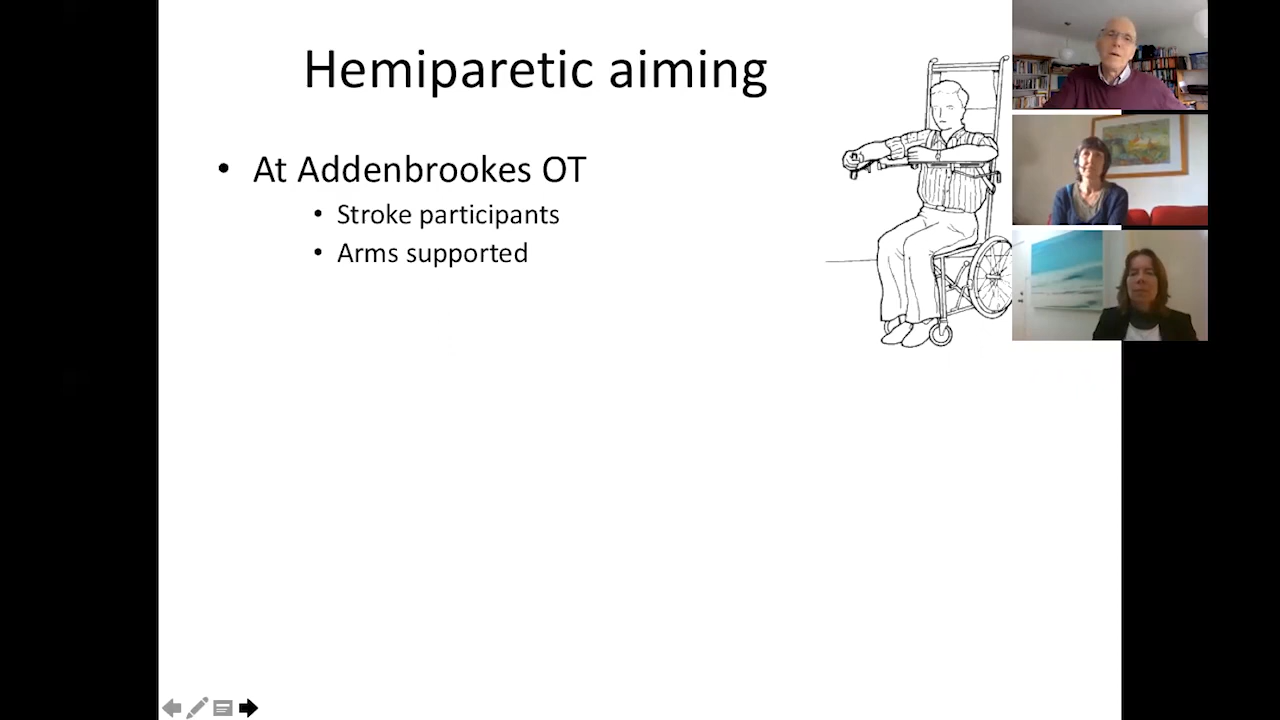 Hemiparetic aiming
• At Addenbrookes OT
• Stroke participants
• Arms supported